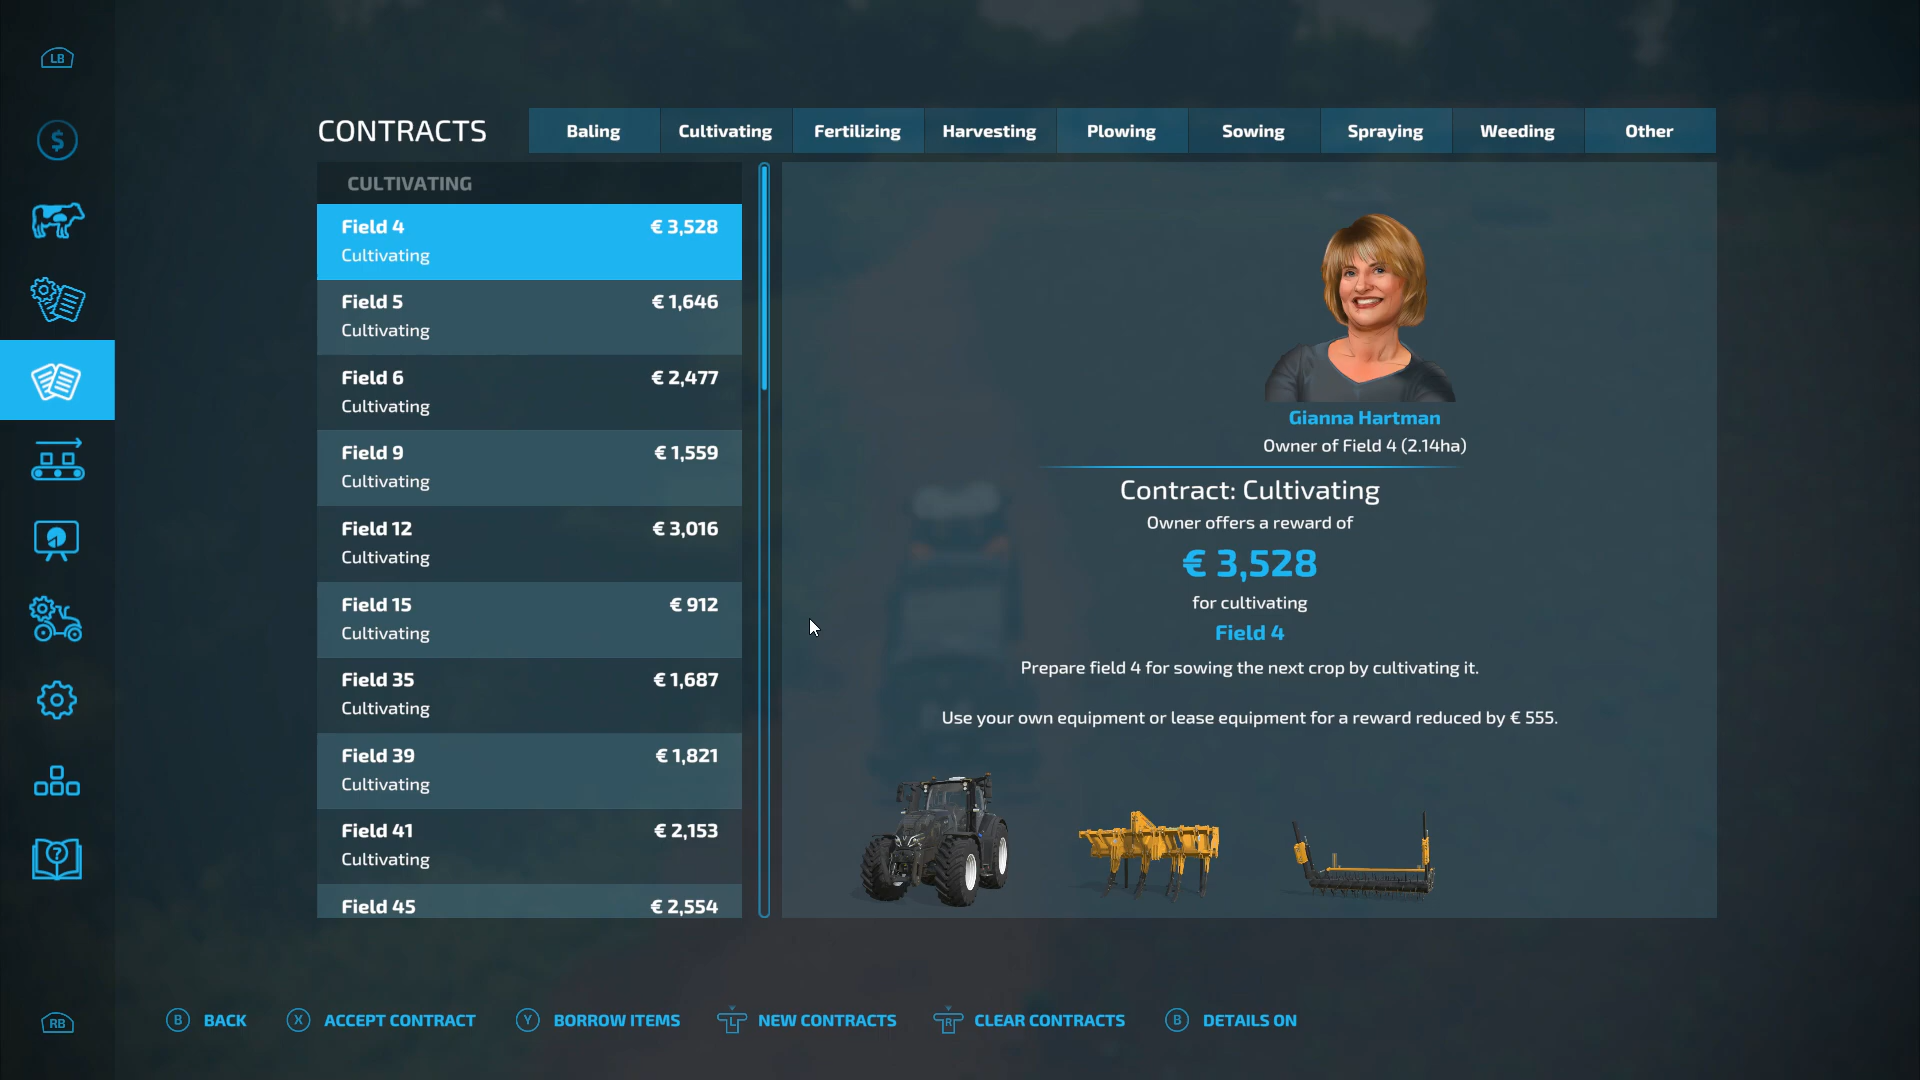 LB
CONTRACTS
Baling Cultivating Fertilizing Harvesting Plowing Sowing Spraying Weeding Other
CULTIVATING
Field 4 € 3,528
Cultivating
Field 5 € 1,646
Cultivating
Field 6 € 2,477
Cultivating
Field 9 € 1,559
Cultivating
Field 12 € 3,016
Cultivating
Field 15 € 912
Cultivating
Field 35 € 1,687
Cultivating
Field 39 € 1,821
Cultivating
Field 41 € 2,153
Cultivating
Field 45 € 2,554
Gianna Hartman
Owner of Field 4 (2.14ha)
Contract: Cultivating
Owner offers a reward of
€ 3,528
for cultivating
Field 4
Prepare field 4 for sowing the next crop by cultivating it.
Use your own equipment or lease equipment for a reward reduced by € 555.
RB
B BACK X ACCEPT CONTRACT Y BORROW ITEMS L NEW CONTRACTS R CLEAR CONTRACTS B DETAILS ON